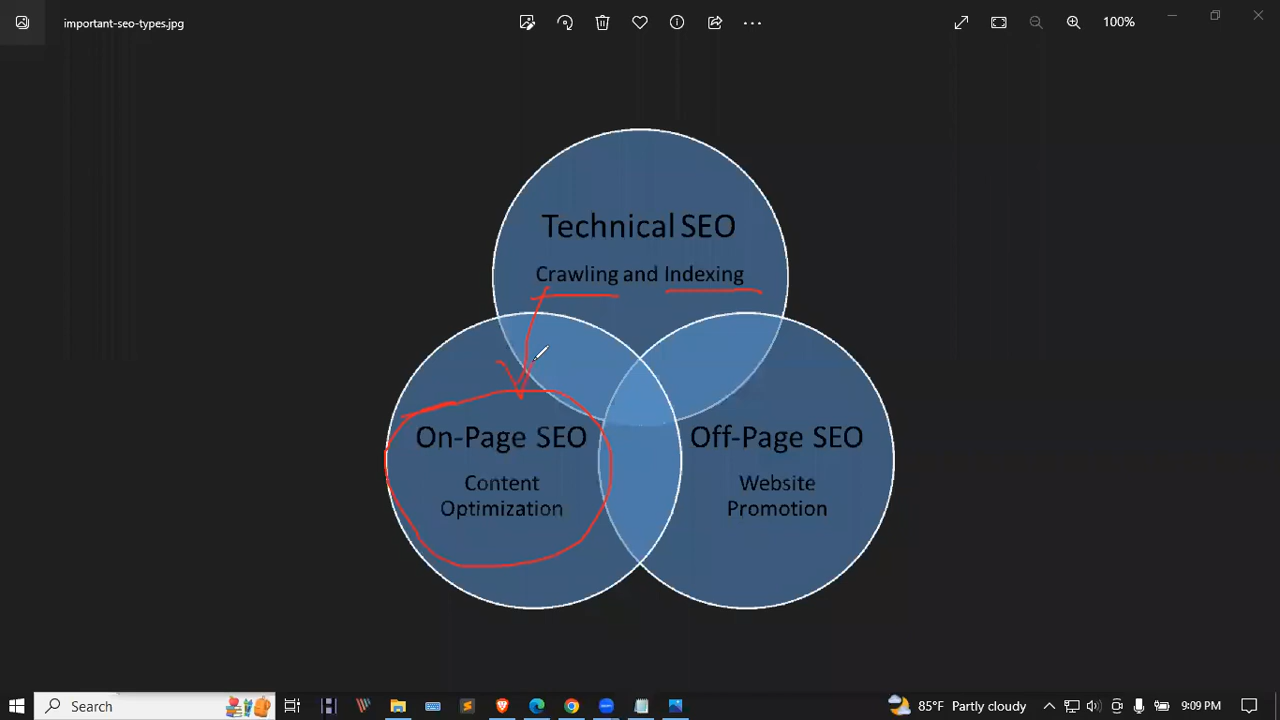 important-seo-types.jpg
100%
Technical SEO
Crawling and Indexing
On-Page SEO
Content
Optimization
Off-Page SEO
Website
Promotion
Search
85°F Partly cloudy
9:09 PM